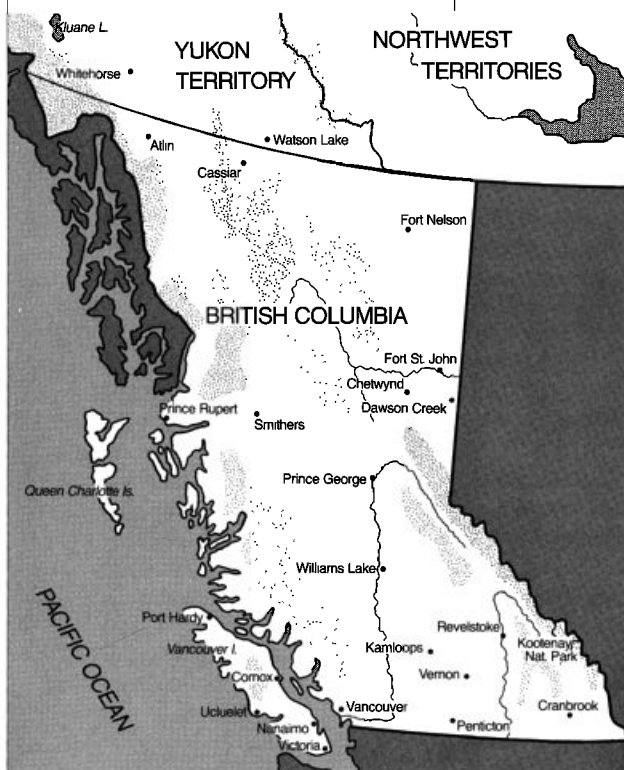 Kluane L.
YUKON
TERRITORY
NORTHWEST
TERRITORIES
Whitehorse
Atlin
Watson Lake
Cassiar
Fort Nelson
BRITISH COLUMBIA
Fort St. John
Chetwynd
Dawson Creek
Prince Rupert
Smithers
Queen Charlotte Is.
Prince George
Williams Lake
PACIFIC OCEAN
Port Hardy
Vancouver I.
Revelstoke
Kootenay
Nat. Park
Kamloops
Vernon
Comox
Ucluelet
Vancouver
Cranbrook
Nanaimo
Penticton
Victoria